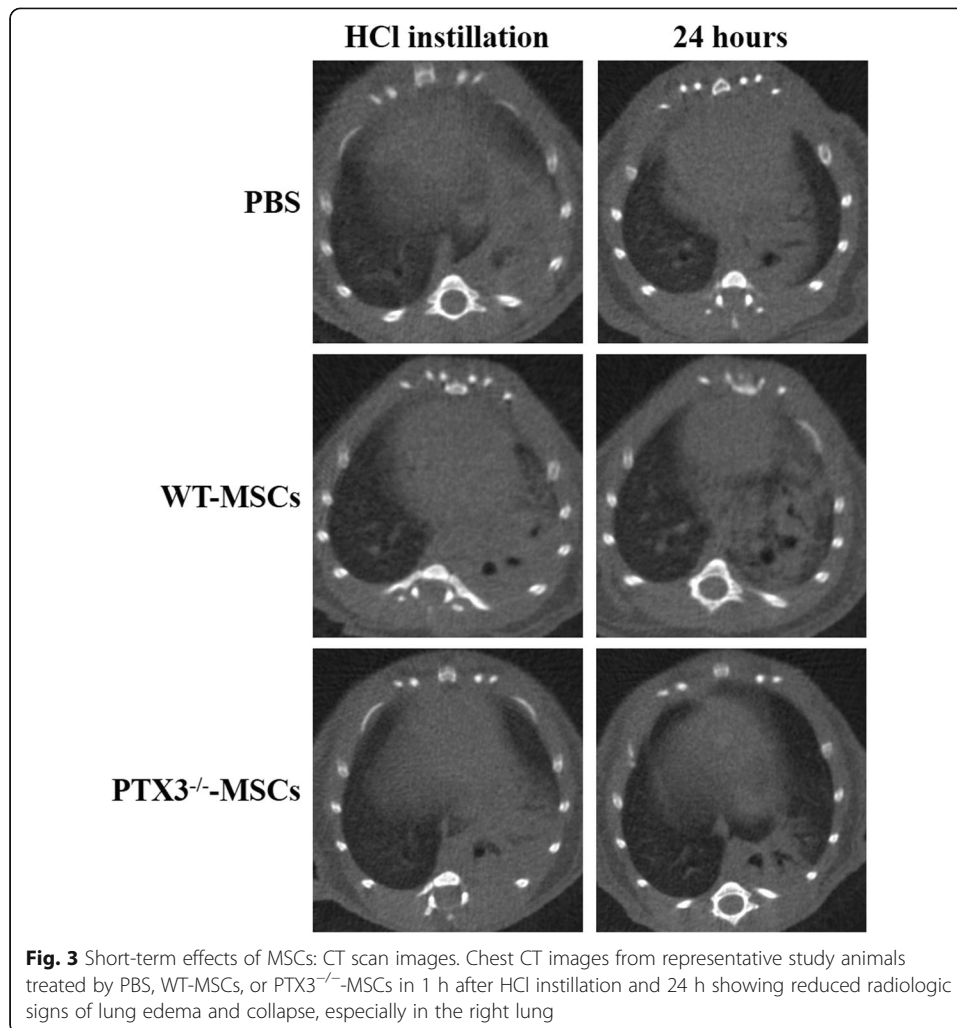 HCl instillation 24 hours
PBS
WT-MSCs
PTX3⁻/⁻-MSCs
Fig. 3 Short-term effects of MSCs: CT scan images. Chest CT images from representative study animals
treated by PBS, WT-MSCs, or PTX3⁻/⁻-MSCs in 1 h after HCl instillation and 24 h showing reduced radiologic
signs of lung edema and collapse, especially in the right lung